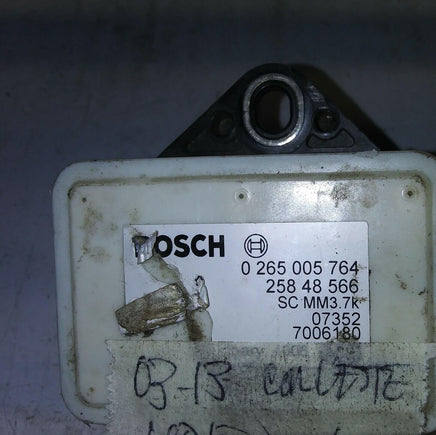 BOSCH
0 265 005 764
258 48 566
SC MM3.7k
07352
7006180
03-13 CORVETTE